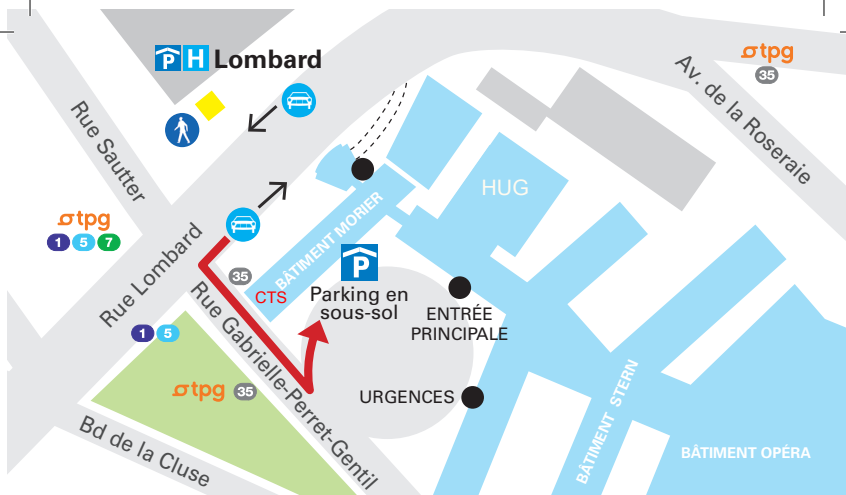 P H Lombard
tpg
35
Av. de la Roseraie
Rue Sautter
HUG
tpg
1 5 7
BÂTIMENT MORIER
Rue Lombard
35
CTS
P
Parking en
sous-sol
ENTRÉE
PRINCIPALE
Rue Gabrielle-Perret-Gentil
1 5
tpg 35
URGENCES
BÂTIMENT STERN
BÂTIMENT OPÉRA
Bd de la Cluse